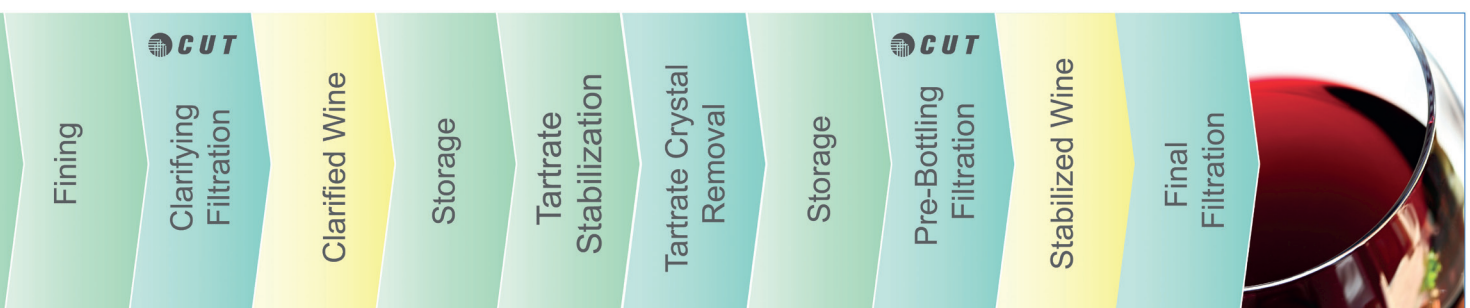 Fining
CUT
Clarifying
Filtration
Clarified Wine
Storage
Tartrate
Stabilization
Tartrate Crystal
Removal
Storage
CUT
Pre-Bottling
Filtration
Stabilized Wine
Final
Filtration